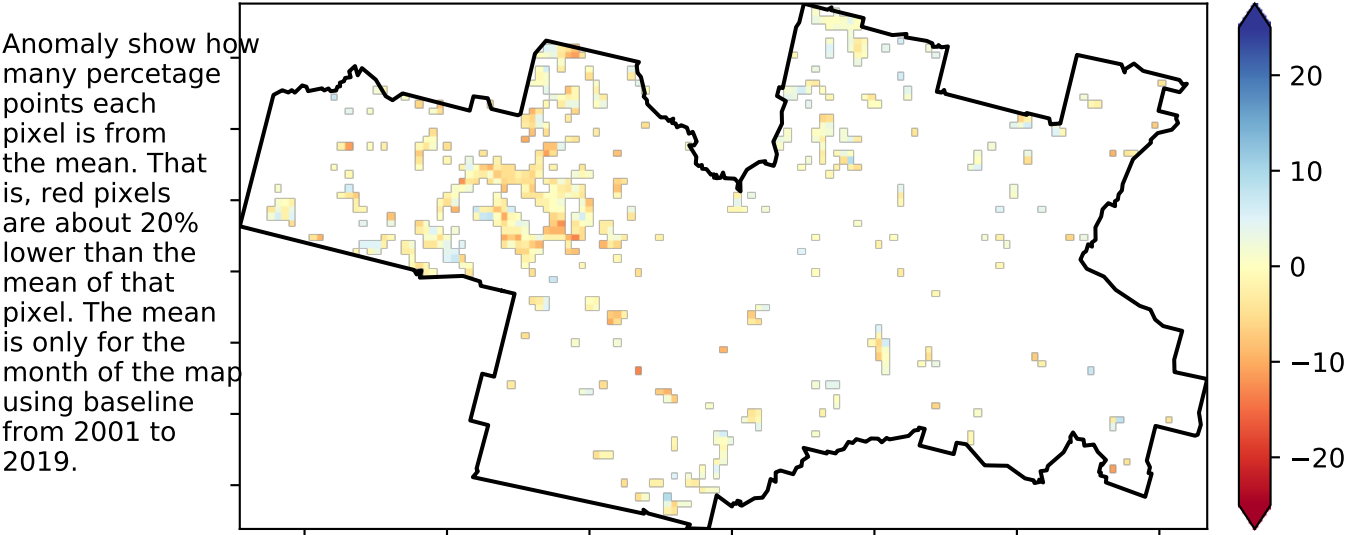 Anomaly show how
many percetage
points each
pixel is from
the mean. That
is, red pixels
are about 20%
lower than the
mean of that
pixel. The mean
is only for the
month of the map
using baseline
from 2001 to
2019.
20
10
0
−10
−20